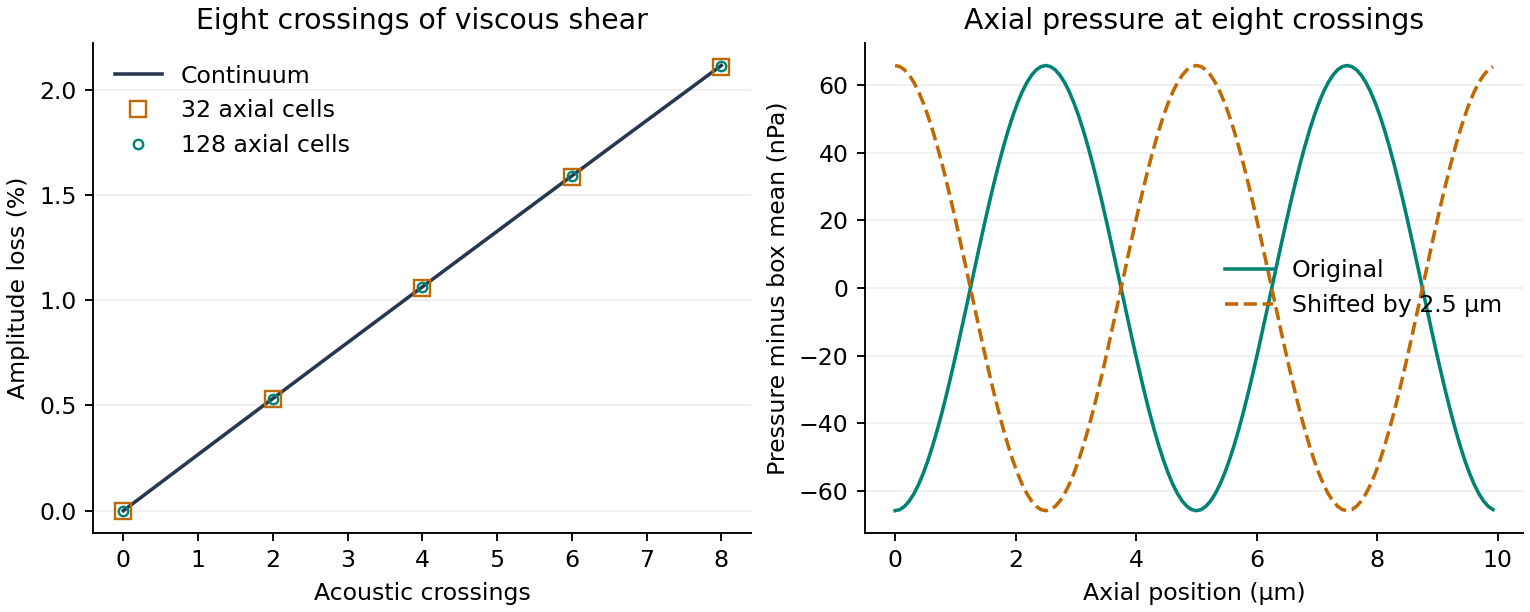 Eight crossings of viscous shear
Continuum
32 axial cells
128 axial cells
Amplitude loss (%)
2.0
1.5
1.0
0.5
0.0
0 1 2 3 4 5 6 7 8
Acoustic crossings
Axial pressure at eight crossings
Pressure minus box mean (nPa)
60
40
20
0
−20
−40
−60
Original
Shifted by 2.5 µm
0 2 4 6 8 10
Axial position (µm)